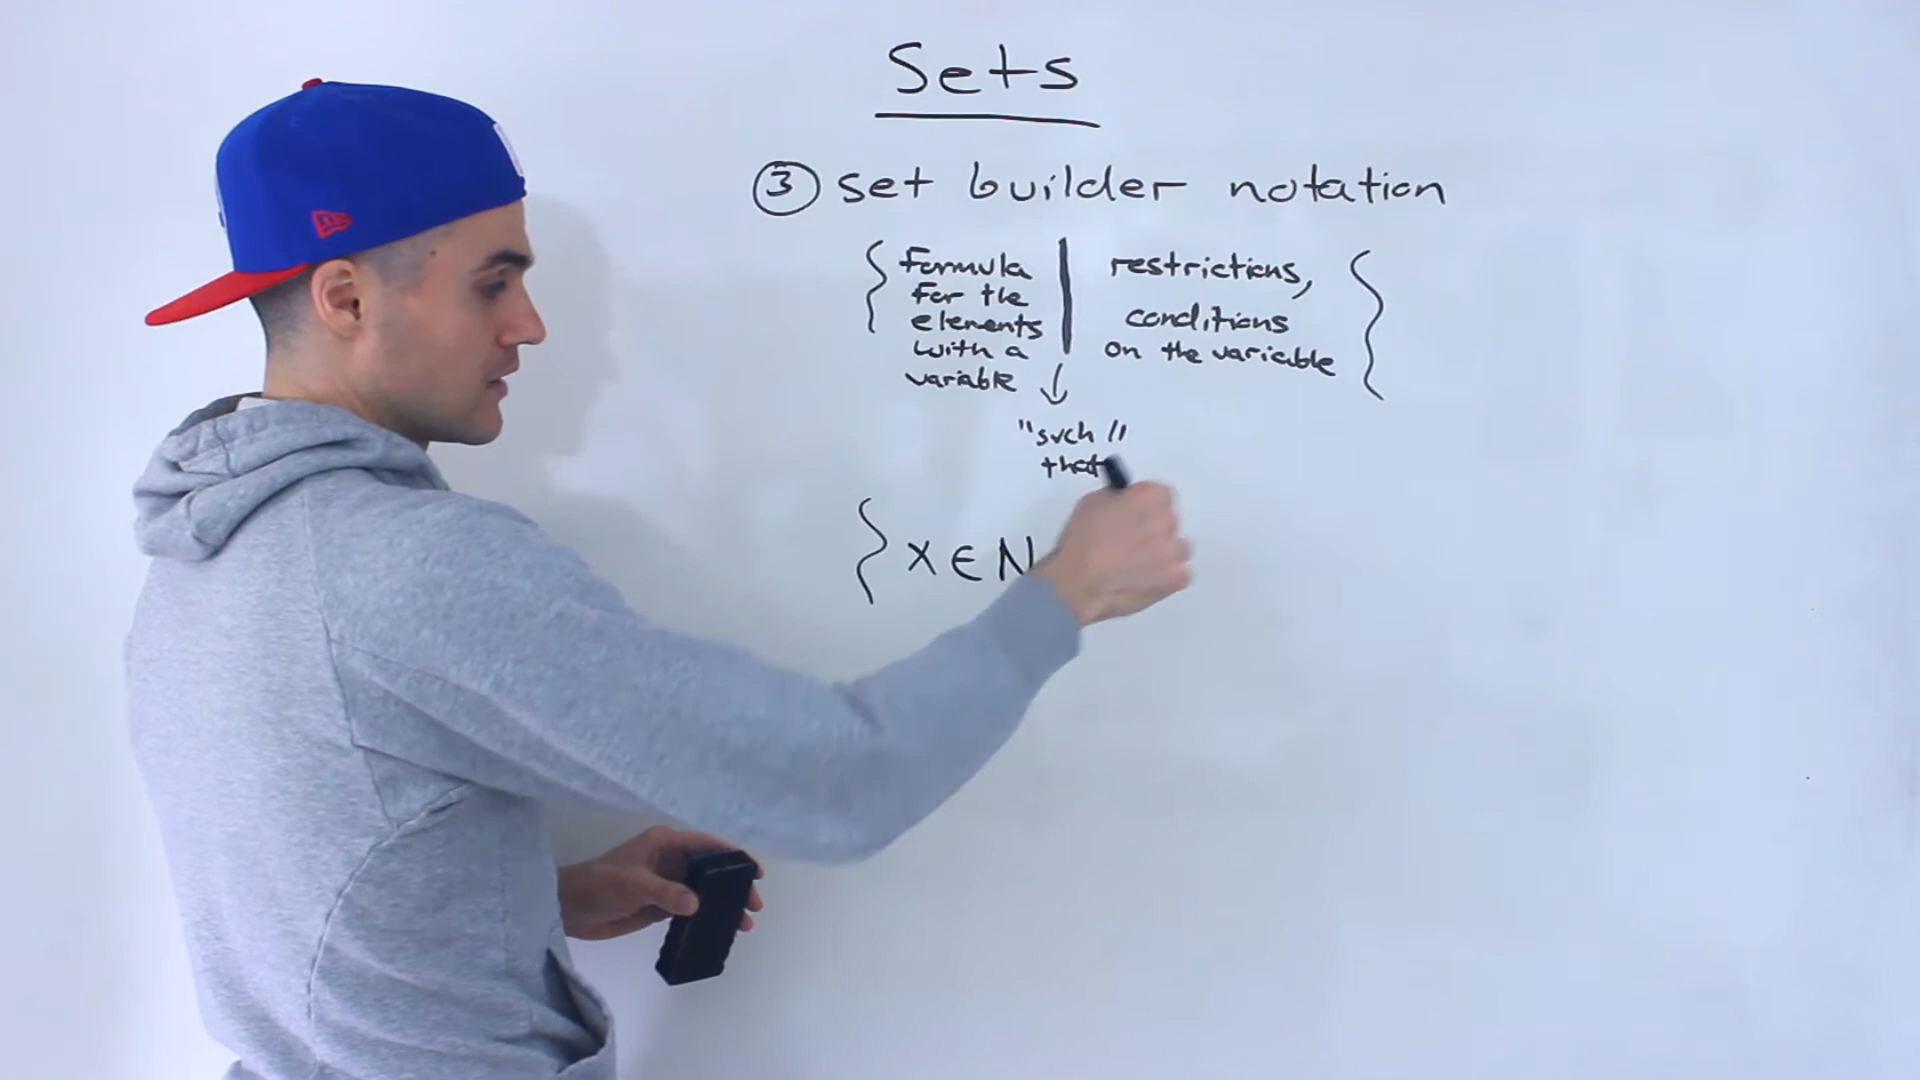 Sets
③ set builder notation
{ Formula | restrictions, }
For the
elements conditions
with a on the variable
variable ↓
"such"
that
{ x ∈ N